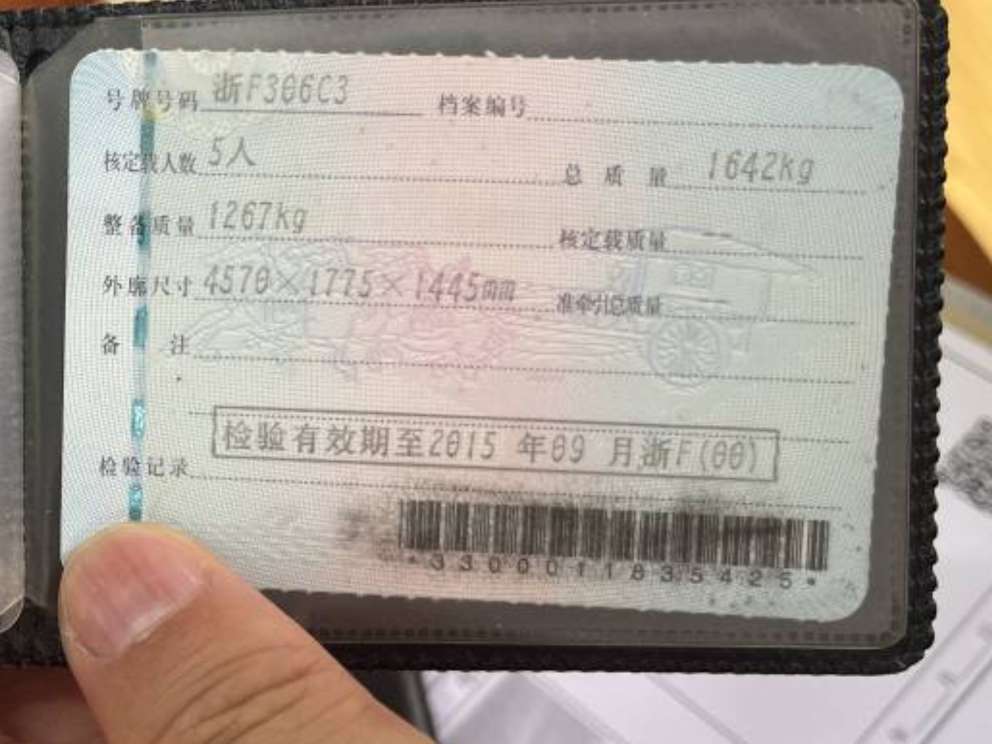 号牌号码 浙F306C3 档案编号
核定载人数 5人 总质量 1642kg
整备质量 1267kg 核定载质量 --
外廓尺寸 4570×1775×1445mm 准牵引总质量 --
备注
检验有效期至2015年09月浙F(00)
检验记录
*3300011835425*